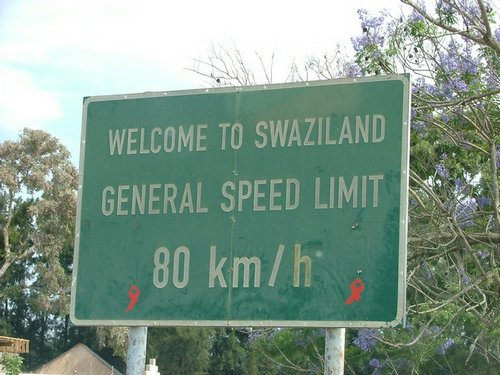 WELCOME TO SWAZILAND
GENERAL SPEED LIMIT
80 km/h